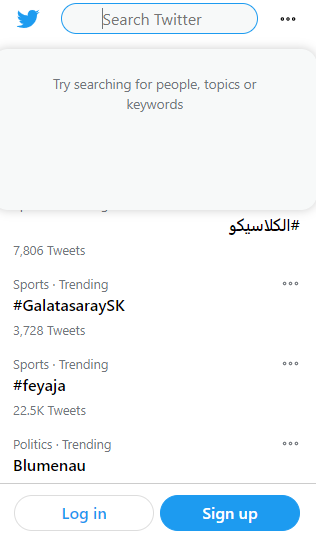 Search Twitter
Try searching for people, topics or
keywords
#الكلاسيكو
7,806 Tweets
Sports · Trending
#GalatasaraySK
3,728 Tweets
Sports · Trending
#feyaja
22.5K Tweets
Politics · Trending
Blumenau
Log in
Sign up